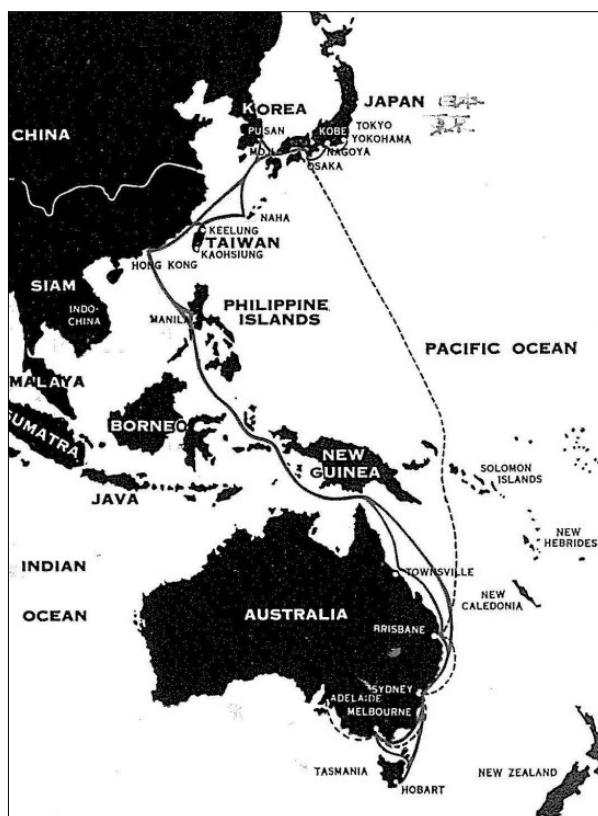 KOREA
JAPAN
CHINA
PUSAN
KOBE
TOKYO
YOKOHAMA
NAGOYA
OSAKA
NAHA
KEELUNG
TAIWAN
KAOHSIUNG
HONG KONG
SIAM
INDO-
CHINA
MANILA
PHILIPPINE
ISLANDS
PACIFIC OCEAN
MALAYA
BORNEO
SUMATRA
NEW
GUINEA
SOLOMON
ISLANDS
JAVA
NEW
HEBRIDES
INDIAN
OCEAN
TOWNSVILLE
NEW
CALEDONIA
AUSTRALIA
BRISBANE
SYDNEY
ADELAIDE
MELBOURNE
TASMANIA
HOBART
NEW ZEALAND